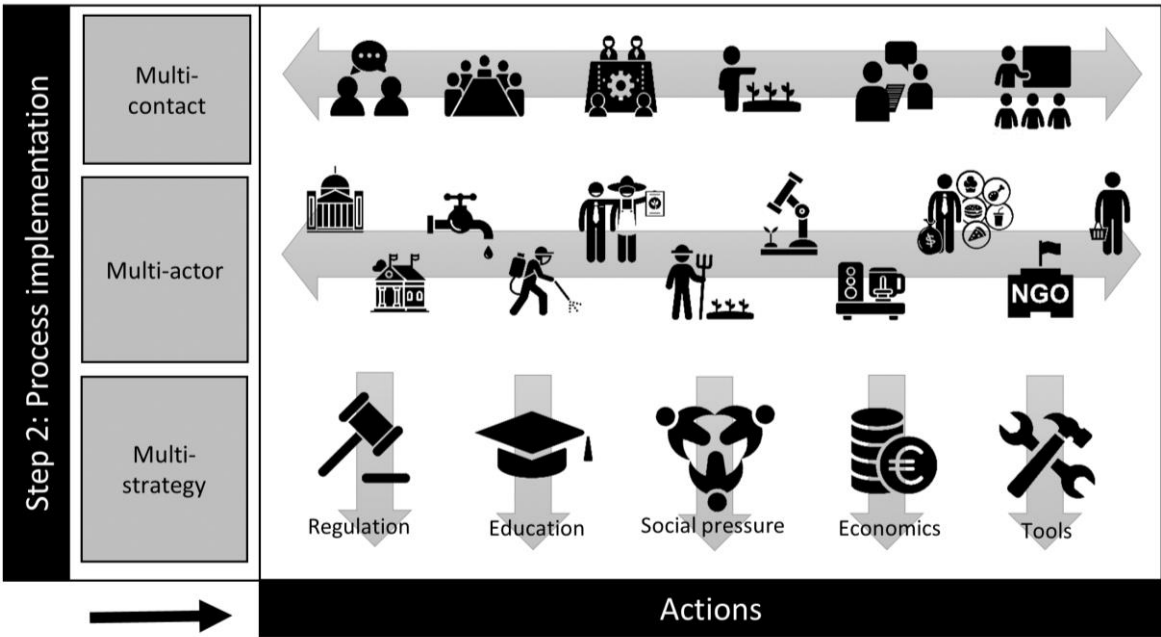 Step 2: Process implementation
Multi-
contact
Multi-actor
NGO
$
Multi-
strategy
€
Regulation
Education
Social pressure
Economics
Tools
Actions